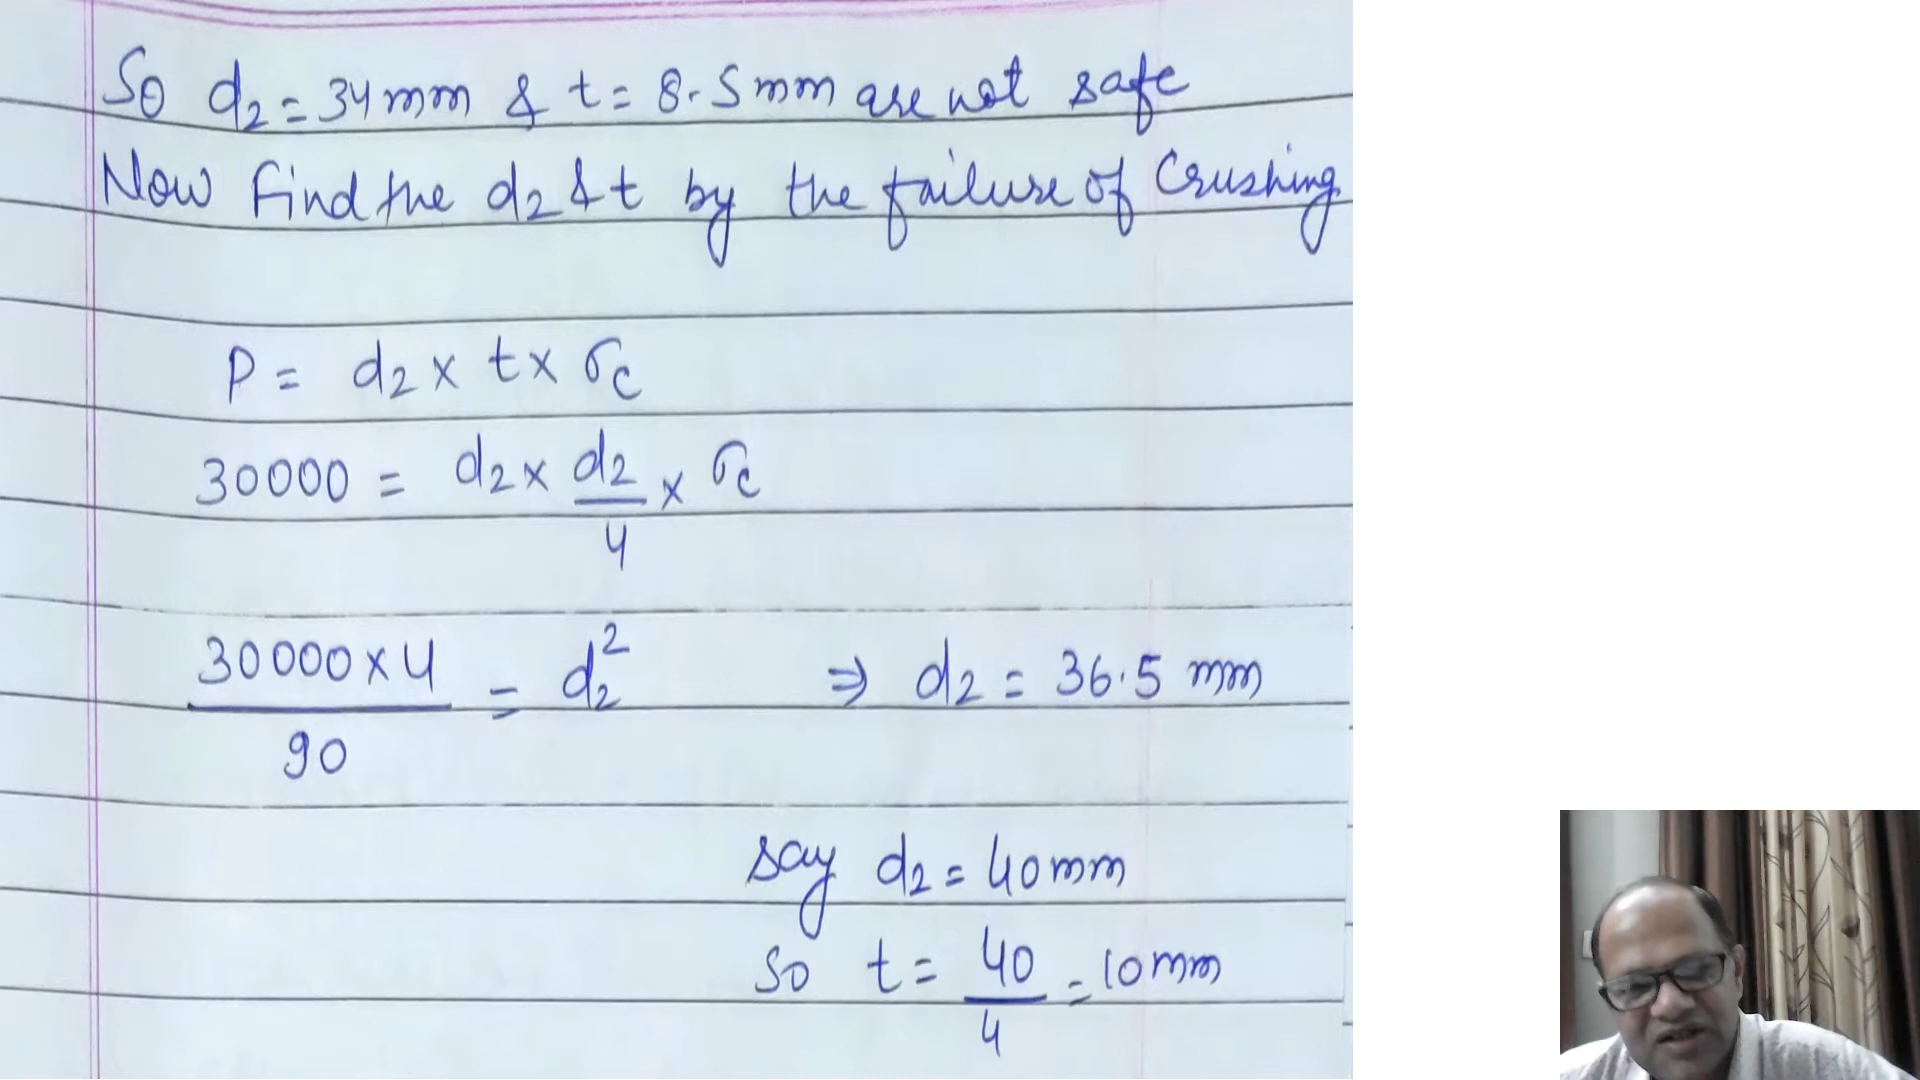 So d2 = 34 mm & t = 8.5 mm are not safe
Now Find the d2 & t by the failure of Crushing
P = d2 x t x σc
30000 = d2 x d2/4 x σc
30000 x 4/90 = d2² ⇒ d2 = 36.5 mm
say d2 = 40 mm
So t = 40/4 = 10 mm